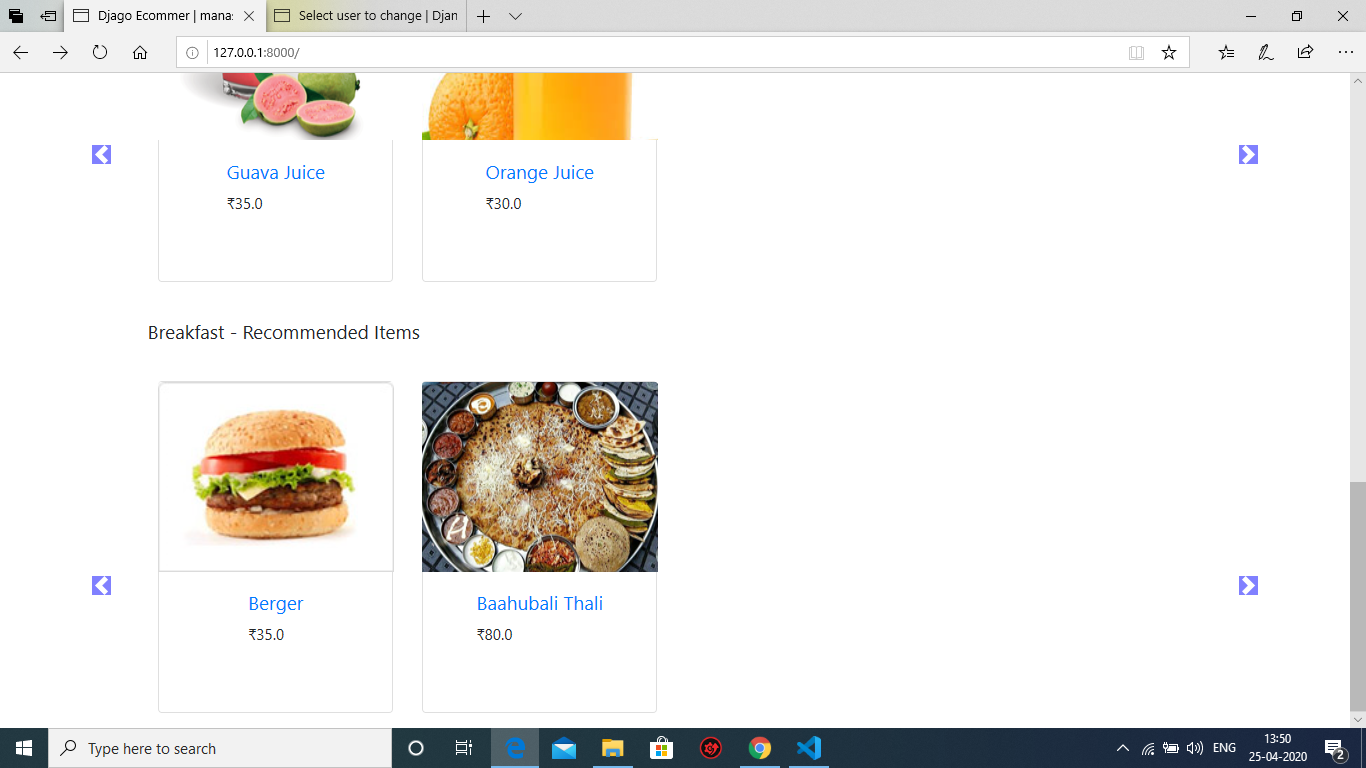 Djago Ecommer | mana
Select user to change | Djan
127.0.0.1:8000/
Guava Juice
₹35.0
Orange Juice
₹30.0
Breakfast - Recommended Items
Berger
₹35.0
Baahubali Thali
₹80.0
Type here to search
ENG
13:50
25-04-2020
2